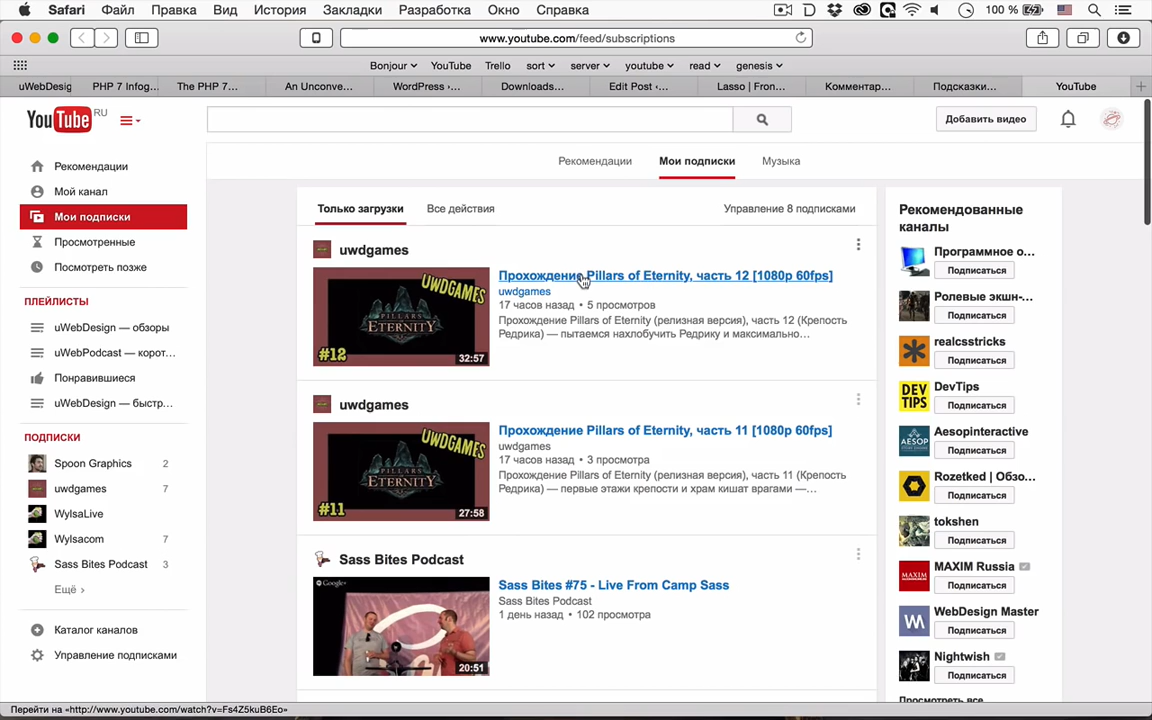 Safari Файл Правка Вид История Закладки Разработка Окно Справка 100 %
www.youtube.com/feed/subscriptions
Bonjour YouTube Trello sort server youtube read genesis
uWebDesig PHP 7 Infog... The PHP 7... An Unconve... WordPress ›... Downloads... Edit Post ‹... Lasso | Fron... Комментар... Подсказки... YouTube
YouTube RU
Добавить видео
Рекомендации Мои подписки Музыка
Рекомендации
Мой канал
Мои подписки
Просмотренные
Посмотреть позже
ПЛЕЙЛИСТЫ
uWebDesign — обзоры
uWebPodcast — корот...
Понравившиеся
uWebDesign — быстр...
ПОДПИСКИ
Spoon Graphics 2
uwdgames 7
WylsaLive
Wylsacom 7
Sass Bites Podcast 3
Ещё ›
Каталог каналов
Управление подписками
Только загрузки Все действия Управление 8 подписками
uwdgames
UWDGAMES
PILLARS
ETERNITY
#12
32:57
Прохождение Pillars of Eternity, часть 12 [1080p 60fps]
uwdgames
17 часов назад • 5 просмотров
Прохождение Pillars of Eternity (релизная версия), часть 12 (Крепость
Редрика) — пытаемся нахлобучить Редрику и максимально...
uwdgames
UWDGAMES
PILLARS
ETERNITY
#11
27:58
Прохождение Pillars of Eternity, часть 11 [1080p 60fps]
uwdgames
17 часов назад • 3 просмотра
Прохождение Pillars of Eternity (релизная версия), часть 11 (Крепость
Редрика) — первые этажи крепости и храм кишат врагами —...
Sass Bites Podcast
Google+
20:51
Sass Bites #75 - Live From Camp Sass
Sass Bites Podcast
1 день назад • 102 просмотра
Рекомендованные
каналы
Программное о...
Подписаться
Ролевые экшн-...
Подписаться
realcsstricks
Подписаться
DEV
TIPS
DevTips
Подписаться
AESOP
Aesopinteractive
Подписаться
Rozetked | Обзо...
Подписаться
tokshen
Подписаться
MAXIM
MAXIM Russia
Подписаться
WebDesign Master
Подписаться
Nightwish
Подписаться
Просмотреть все
Перейти на «http://www.youtube.com/watch?v=Fs4Z5kuB6Eo»